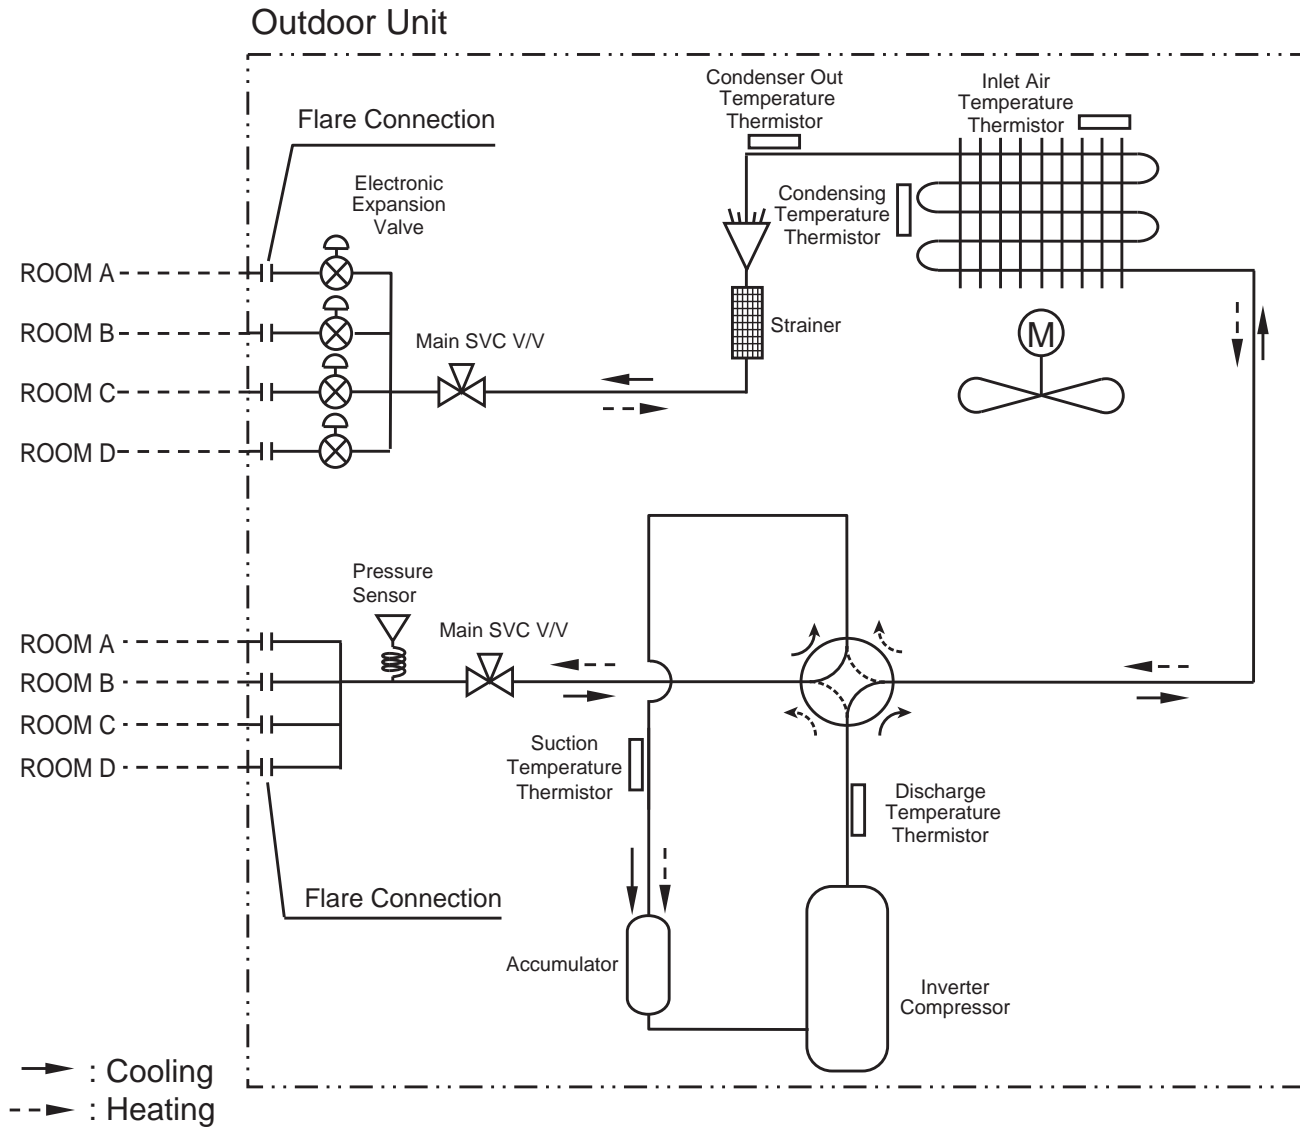 Outdoor Unit
Flare Connection
Electronic
Expansion
Valve
Condenser Out
Temperature
Thermistor
Inlet Air
Temperature
Thermistor
Condensing
Temperature
Thermistor
ROOM A
ROOM B
ROOM C
ROOM D
Main SVC V/V
Strainer
M
Pressure
Sensor
Main SVC V/V
ROOM A
ROOM B
ROOM C
ROOM D
Suction
Temperature
Thermistor
Discharge
Temperature
Thermistor
Flare Connection
Accumulator
Inverter
Compressor
: Cooling
: Heating